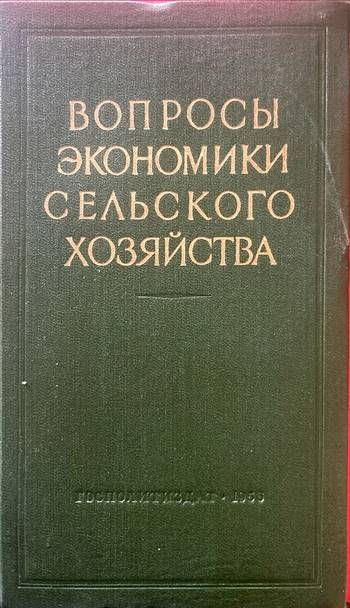 ВОПРОСЫ
ЭКОНОМИКИ
СЕЛЬСКОГО
ХОЗЯЙСТВА
ГОСПОЛИТИЗДАТ •